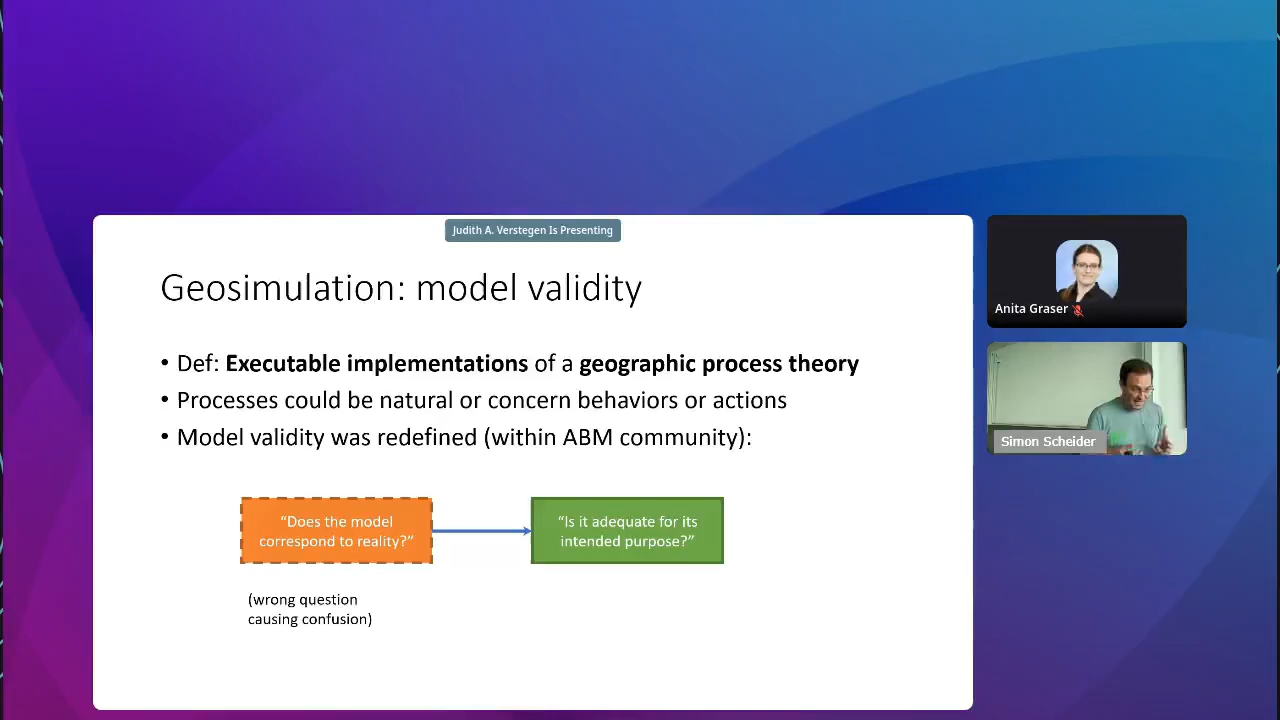 Judith A. Verstegen Is Presenting
Geosimulation: model validity
• Def: Executable implementations of a geographic process theory
• Processes could be natural or concern behaviors or actions
• Model validity was redefined (within ABM community):
“Does the model
correspond to reality?”
“Is it adequate for its
intended purpose?”
(wrong question
causing confusion)
Anita Graser
Simon Scheider